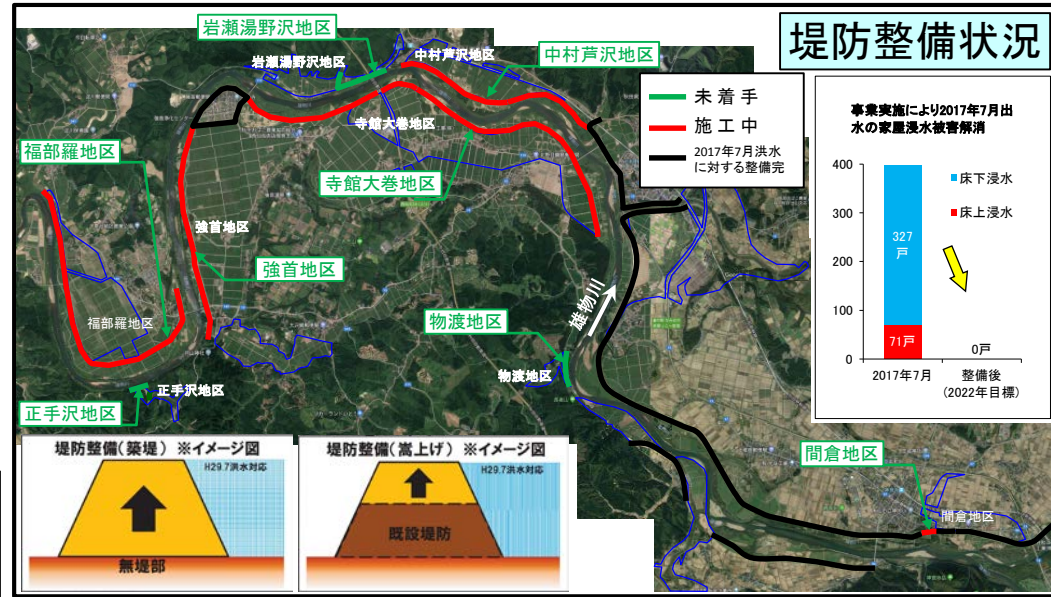 堤防整備状況
岩瀬湯野沢地区
岩瀬湯野沢地区
中村芦沢地区
中村芦沢地区
未着手
施工中
2017年7月洪水
に対する整備完
事業実施により2017年7月出
水の家屋浸水被害解消
400
300
200
100
0
床下浸水
床上浸水
327
戸
71戸
0戸
2017年7月
整備後
(2022年目標)
寺館大巻地区
寺館大巻地区
福部羅地区
強首地区
強首地区
福部羅地区
雄物川
物渡地区
物渡地区
正手沢地区
正手沢地区
間倉地区
間倉地区
堤防整備(築堤) ※イメージ図
H29.7洪水対応
無堤部
堤防整備(嵩上げ) ※イメージ図
H29.7洪水対応
既設堤防